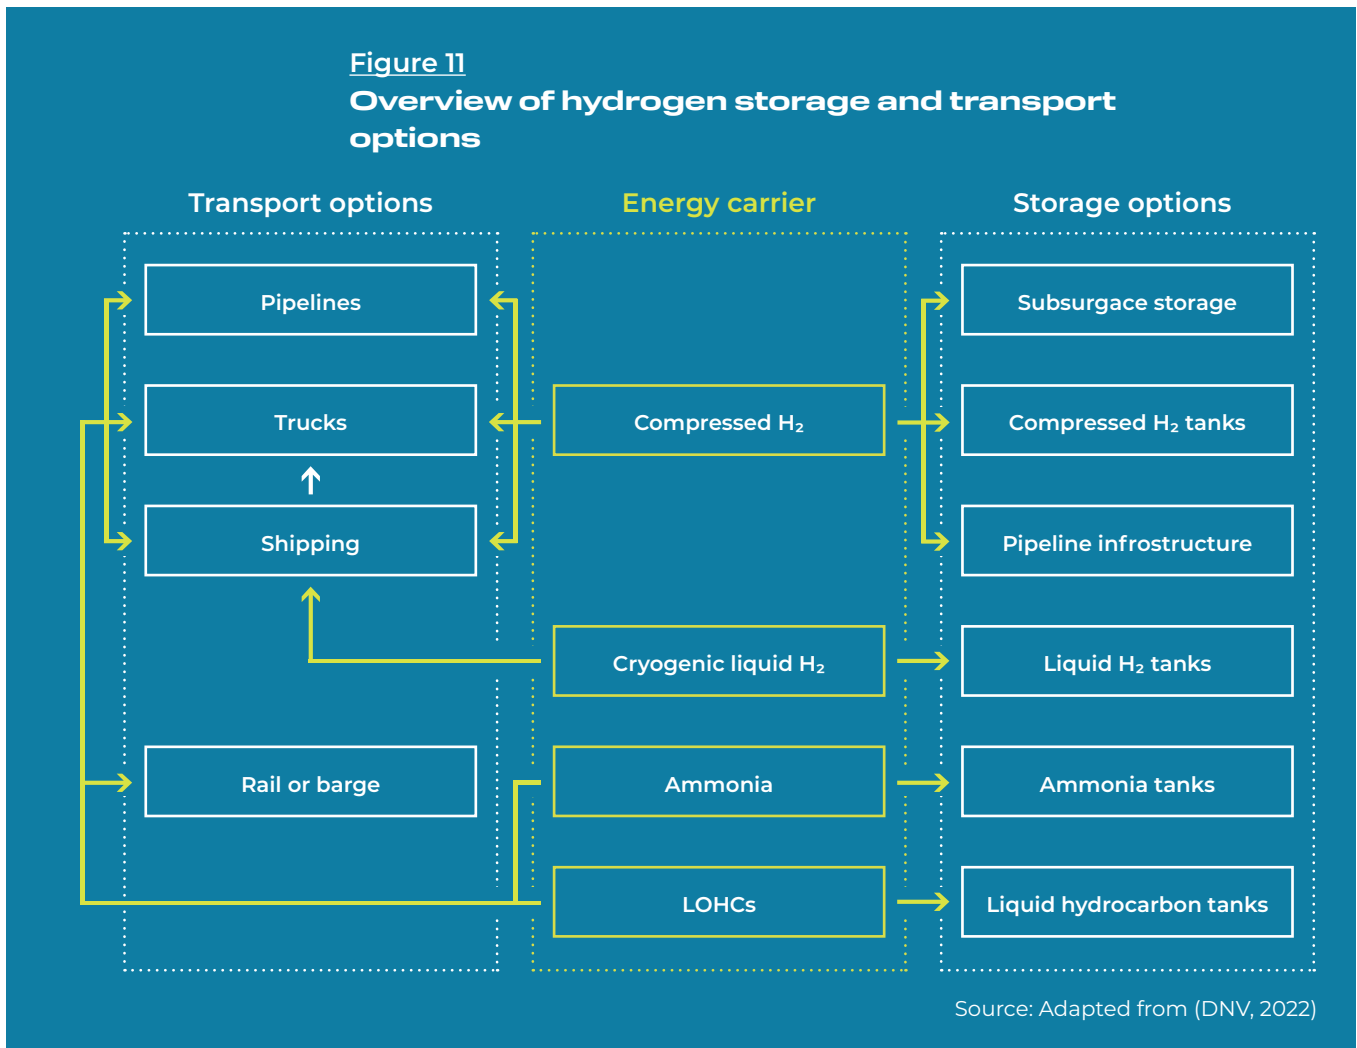 Figure 11
Overview of hydrogen storage and transport
options
Transport options
Energy carrier
Storage options
Pipelines
Subsurgace storage
Trucks
Compressed H₂
Compressed H₂ tanks
Shipping
Pipeline infrostructure
Cryogenic liquid H₂
Liquid H₂ tanks
Rail or barge
Ammonia
Ammonia tanks
LOHCs
Liquid hydrocarbon tanks
Source: Adapted from (DNV, 2022)